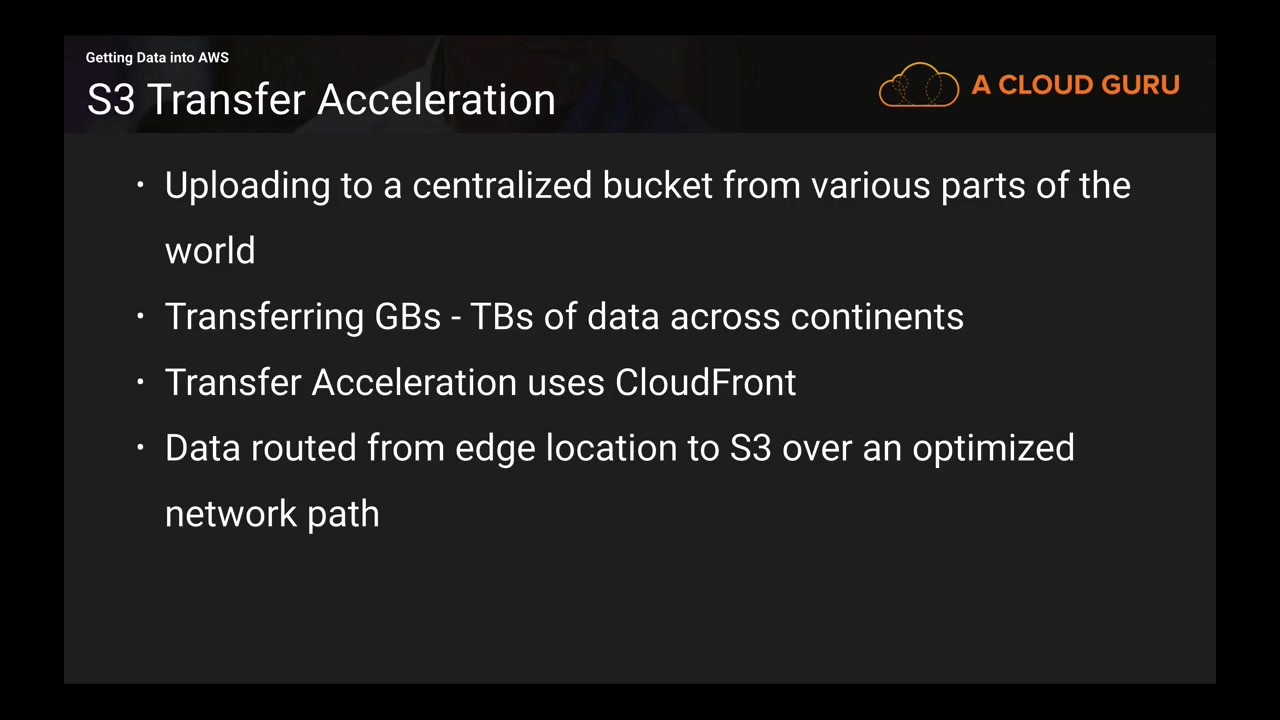 Getting Data into AWS
S3 Transfer Acceleration
A CLOUD GURU
• Uploading to a centralized bucket from various parts of the
world
• Transferring GBs - TBs of data across continents
• Transfer Acceleration uses CloudFront
• Data routed from edge location to S3 over an optimized
network path